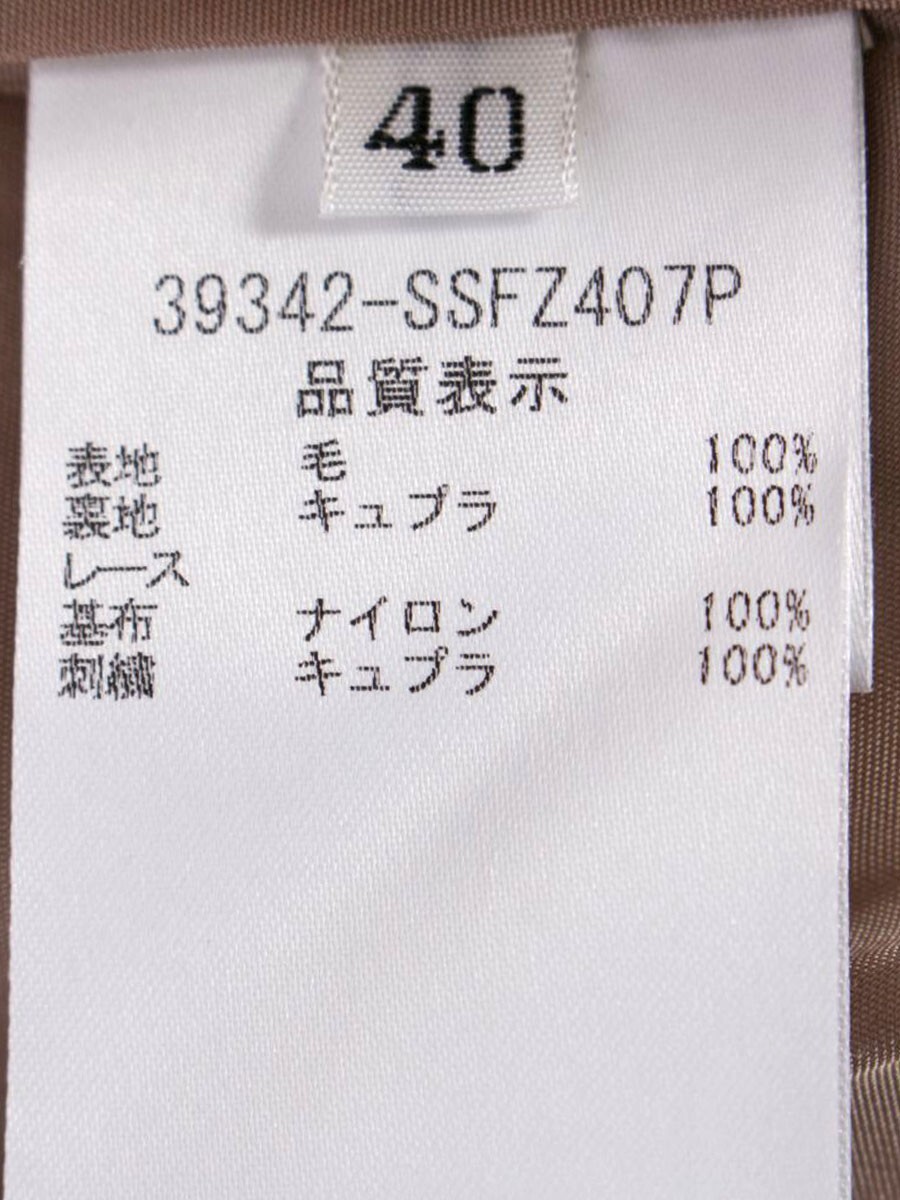 40
39342-SSFZ407P
品質表示
表地 毛 100%
裏地 キュプラ 100%
レース
基布 ナイロン 100%
刺繍 キュプラ 100%